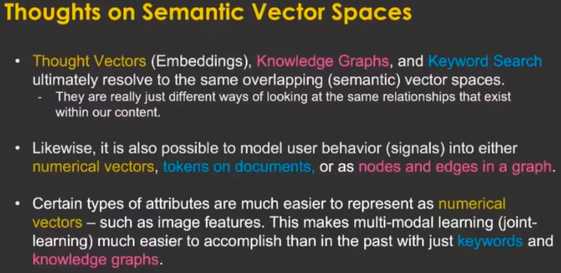 Thoughts on Semantic Vector Spaces
• Thought Vectors (Embeddings), Knowledge Graphs, and Keyword Search
ultimately resolve to the same overlapping (semantic) vector spaces.
- They are really just different ways of looking at the same relationships that exist
within our content.
• Likewise, it is also possible to model user behavior (signals) into either
numerical vectors, tokens on documents, or as nodes and edges in a graph.
• Certain types of attributes are much easier to represent as numerical
vectors – such as image features. This makes multi-modal learning (joint-
learning) much easier to accomplish than in the past with just keywords and
knowledge graphs.